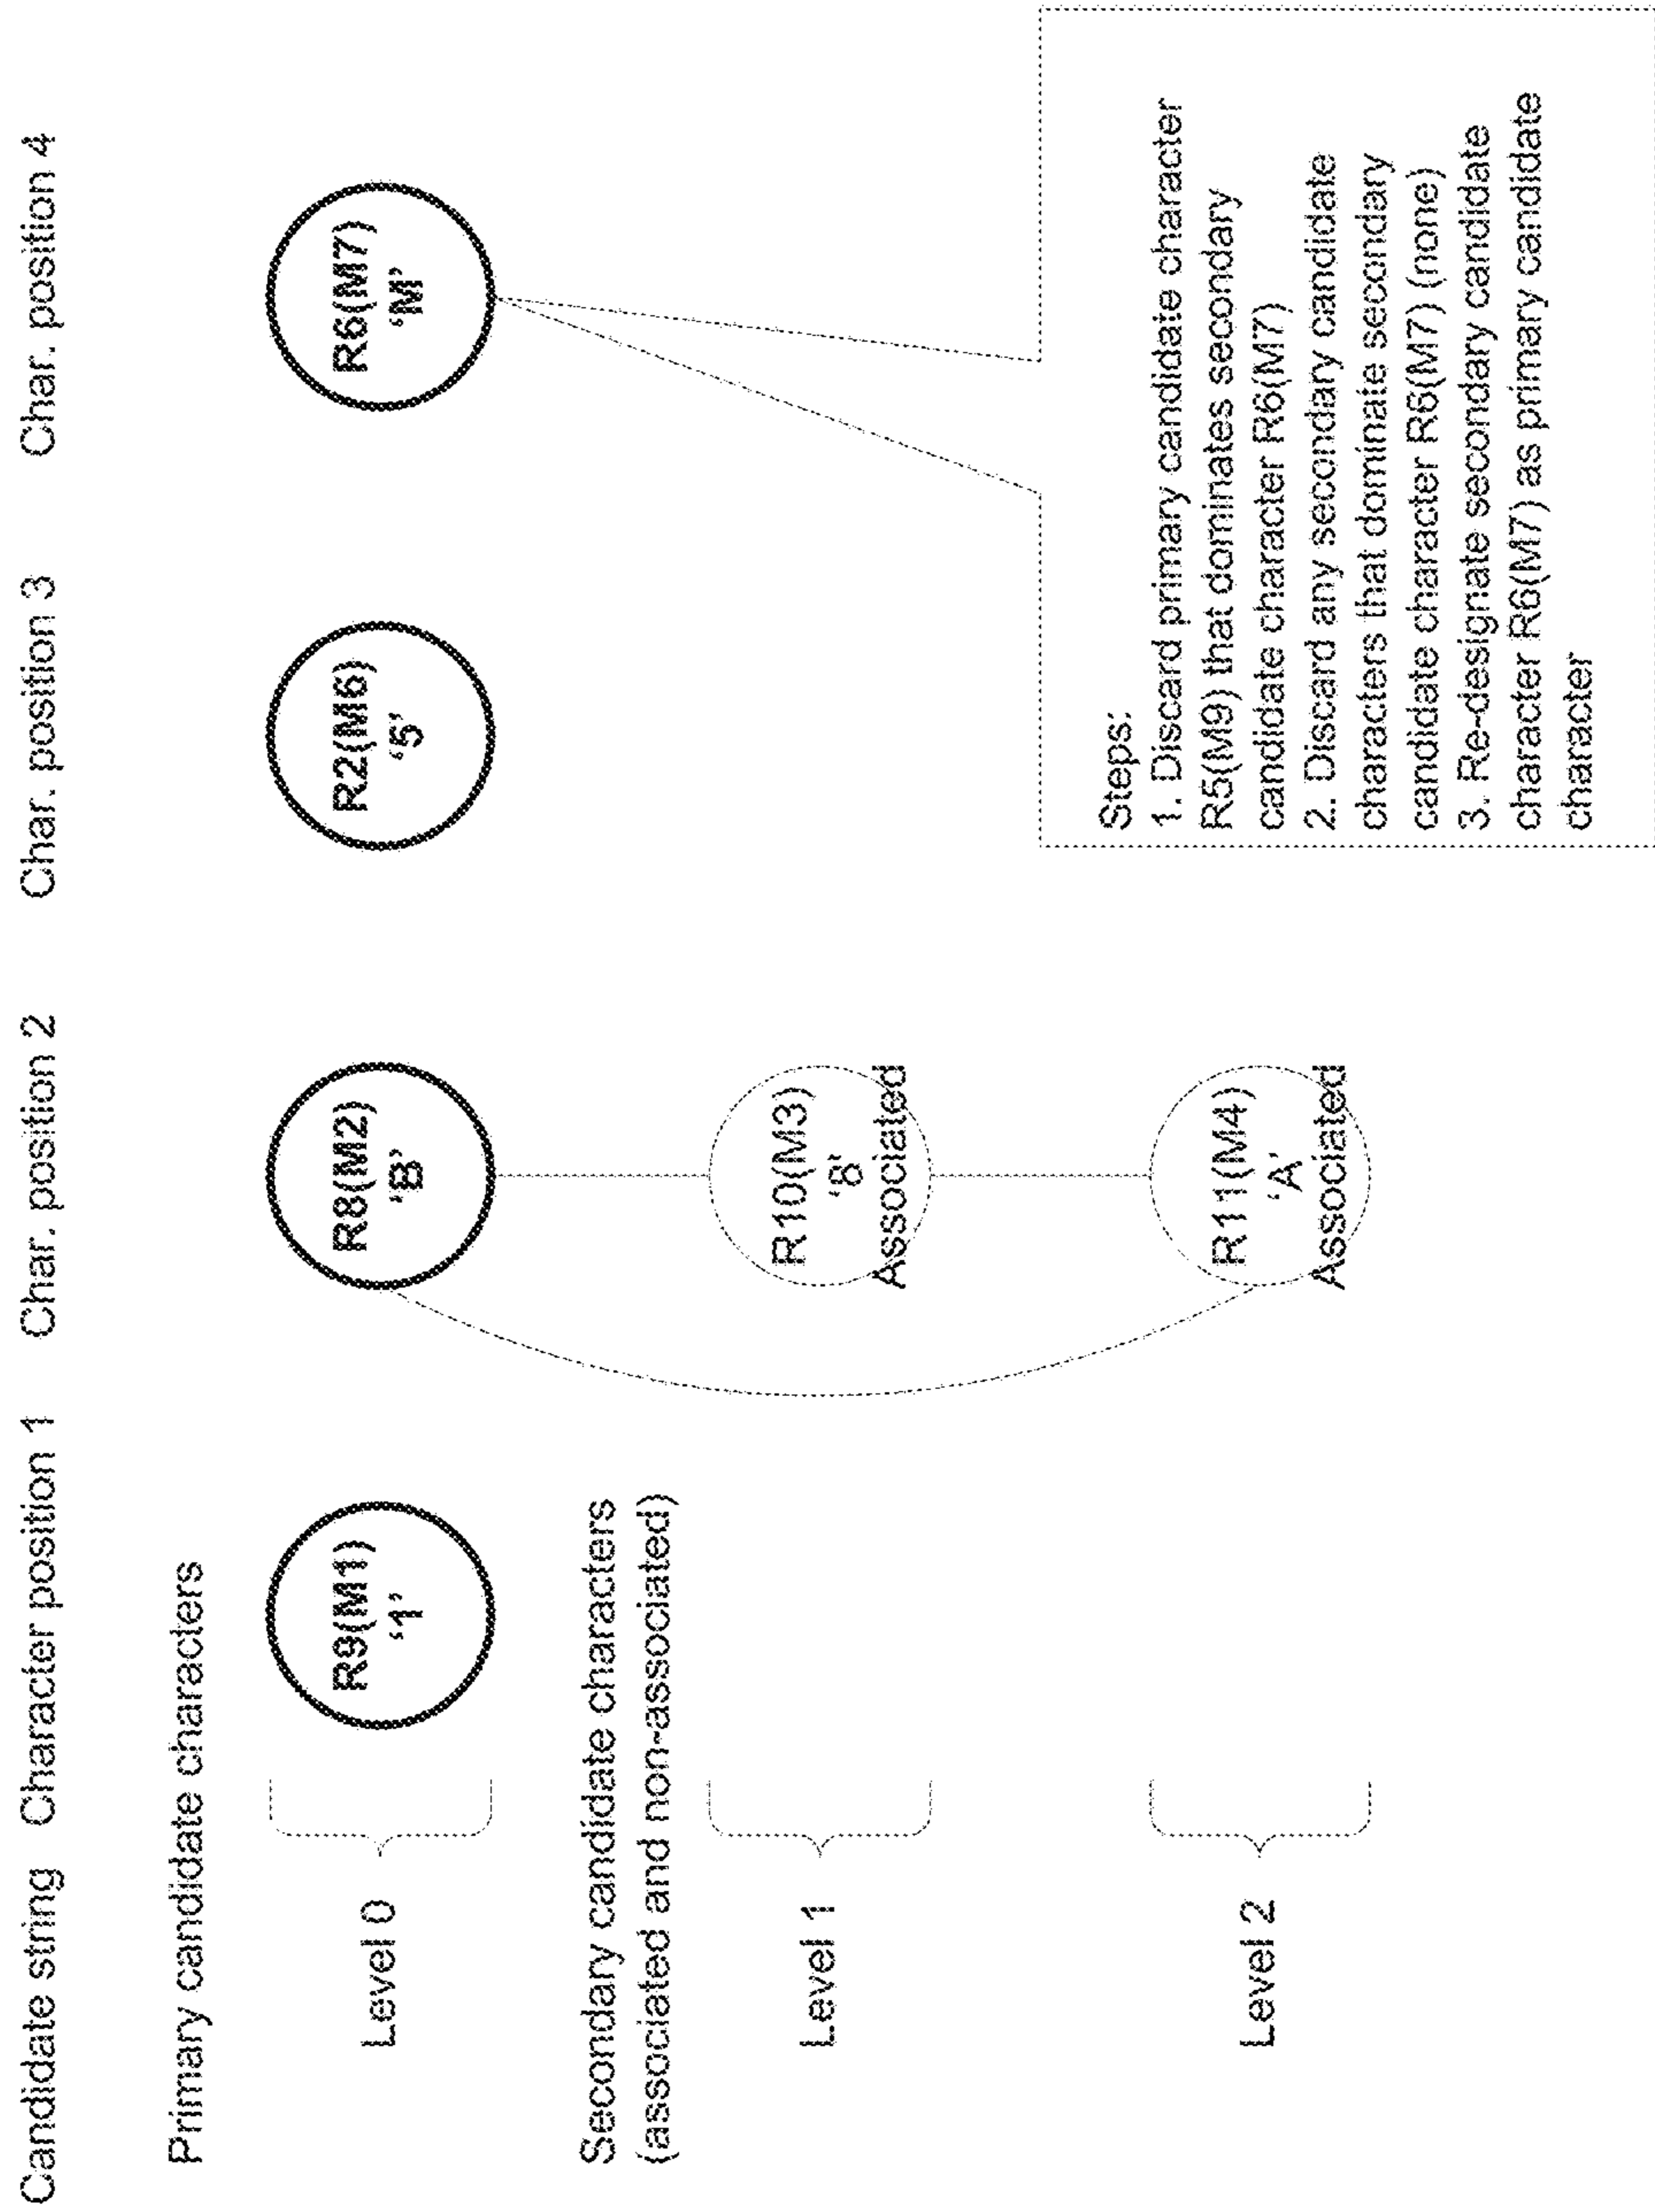 Candidate string   Character position 1   Char. position 2   Char. position 3   Char. position 4
Primary candidate characters
Level 0
R9(M1)
‘1’
R8(M2)
‘B’
R2(M6)
‘5’
R6(M7)
‘M’
Secondary candidate characters
(associated and non-associated)
Level 1
R10(M3)
‘8’
Associated
Level 2
R11(M4)
‘A’
Associated
Steps:
1. Discard primary candidate character
R5(M9) that dominates secondary
candidate character R6(M7)
2. Discard any secondary candidate
characters that dominate secondary
candidate character R6(M7) (none)
3. Re-designate secondary candidate
character R6(M7) as primary candidate
character